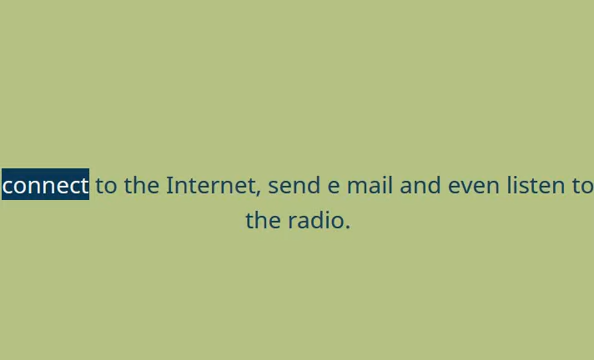 connect to the Internet, send e mail and even listen to
the radio.